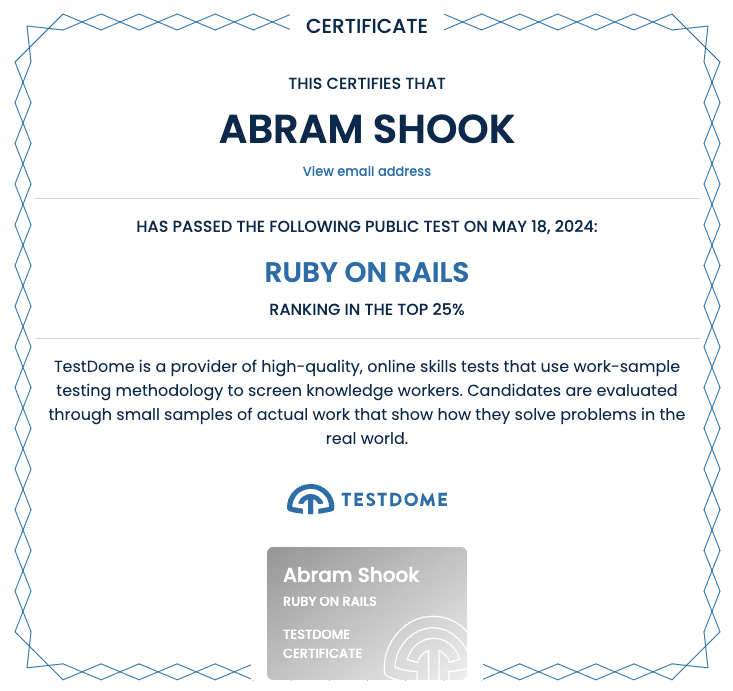 CERTIFICATE
THIS CERTIFIES THAT
ABRAM SHOOK
View email address
HAS PASSED THE FOLLOWING PUBLIC TEST ON MAY 18, 2024:
RUBY ON RAILS
RANKING IN THE TOP 25%
TestDome is a provider of high-quality, online skills tests that use work-sample
testing methodology to screen knowledge workers. Candidates are evaluated
through small samples of actual work that show how they solve problems in the
real world.
TESTDOME
Abram Shook
RUBY ON RAILS
TESTDOME
CERTIFICATE